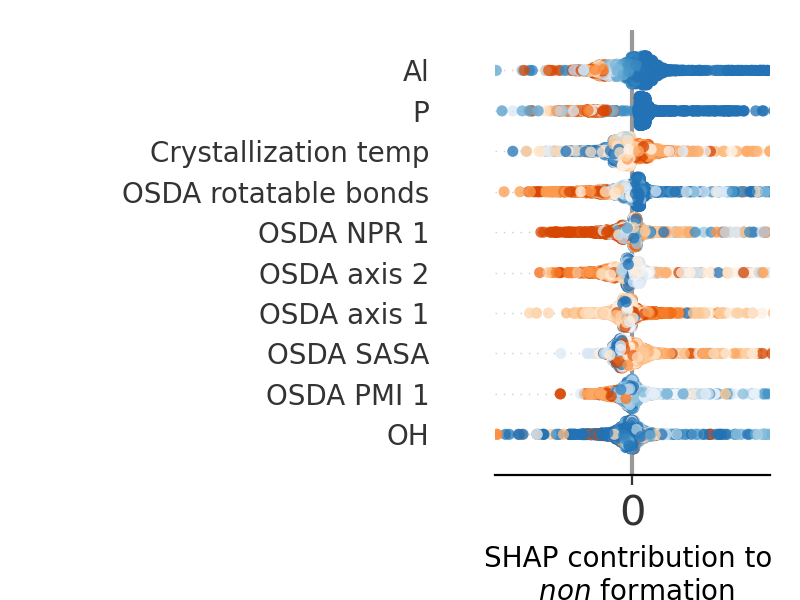 Al
P
Crystallization temp
OSDA rotatable bonds
OSDA NPR 1
OSDA axis 2
OSDA axis 1
OSDA SASA
OSDA PMI 1
OH
0
SHAP contribution to
non formation